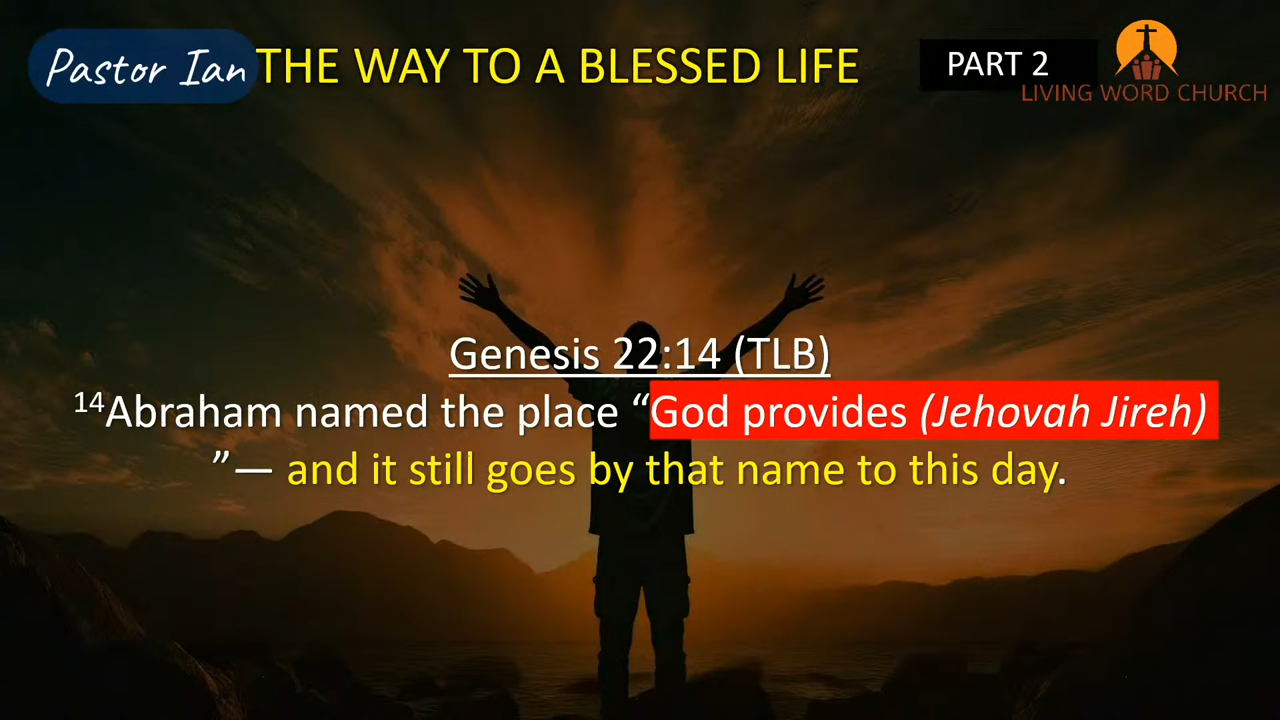 Pastor Ian THE WAY TO A BLESSED LIFE PART 2
LIVING WORD CHURCH
Genesis 22:14 (TLB)
14Abraham named the place “God provides (Jehovah Jireh)
”— and it still goes by that name to this day.